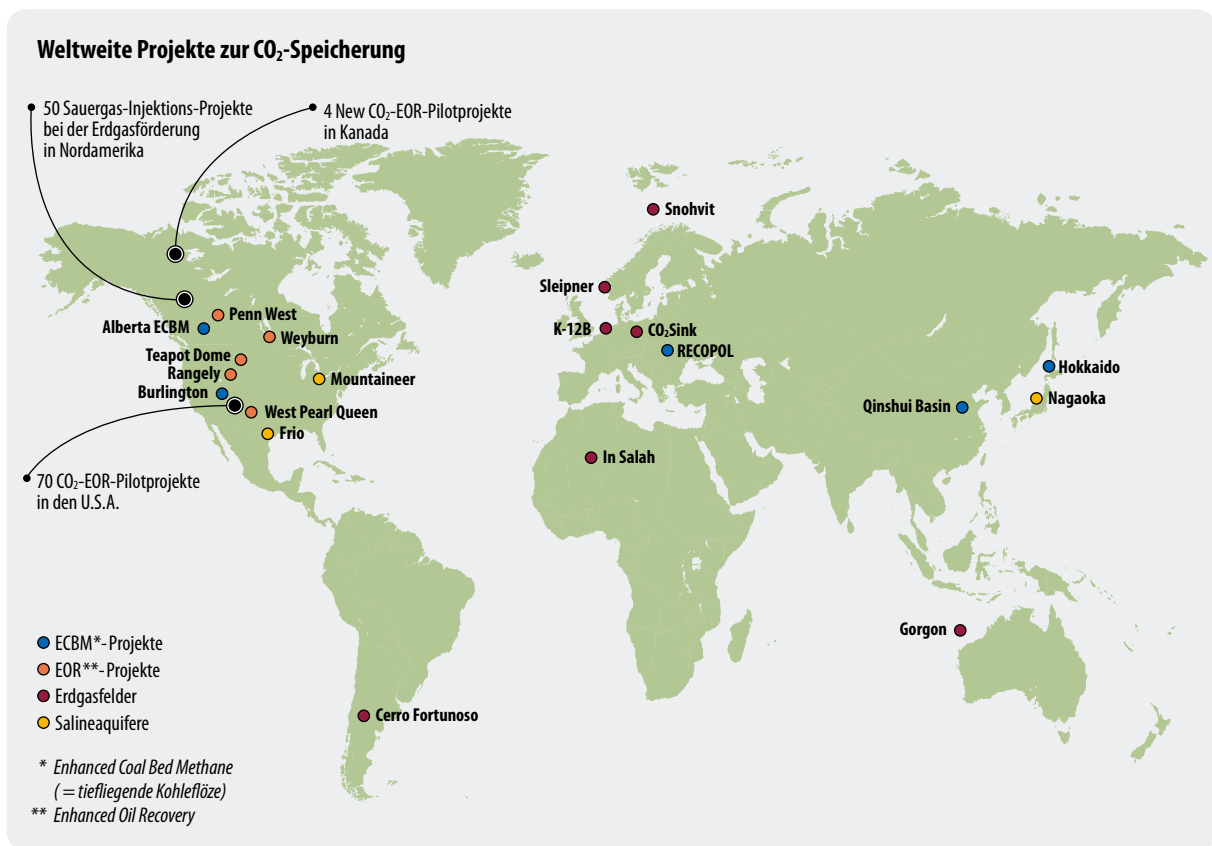 Weltweite Projekte zur CO₂-Speicherung
50 Sauergas-Injektions-Projekte
bei der Erdgasförderung
in Nordamerika
4 New CO₂-EOR-Pilotprojekte
in Kanada
Snohvit
Sleipner
Penn West
Alberta ECBM
K-12B
CO₂Sink
Weyburn
RECOPOL
Teapot Dome
Rangely
Mountaineer
Hokkaido
Burlington
Nagaoka
Qinshui Basin
West Pearl Queen
Frio
In Salah
70 CO₂-EOR-Pilotprojekte
in den U.S.A.
Gorgon
Cerro Fortunoso
ECBM*-Projekte
EOR**-Projekte
Erdgasfelder
Salineaquifere
* Enhanced Coal Bed Methane
( = tiefliegende Kohleflöze)
** Enhanced Oil Recovery